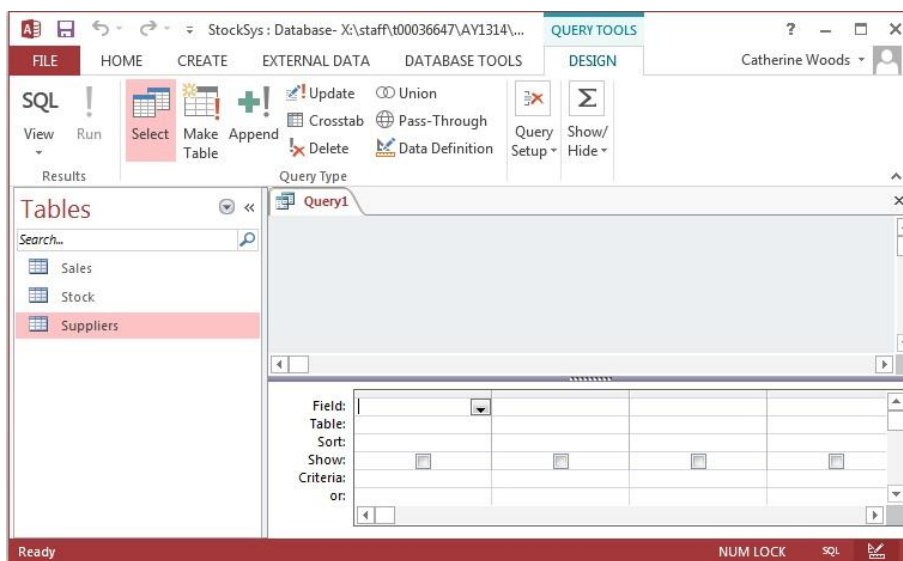 StockSys : Database- X:\staff\t00036647\AY1314\... QUERY TOOLS ?
FILE HOME CREATE EXTERNAL DATA DATABASE TOOLS DESIGN Catherine Woods
SQL
View
Run
Results
Select
Make
Table
Append
Update
Crosstab
Delete
Union
Pass-Through
Data Definition
Query Type
Query
Setup
Show/
Hide
Tables
Search...
Sales
Stock
Suppliers
Query1
Field:
Table:
Sort:
Show:
Criteria:
or:
Ready NUM LOCK SQL